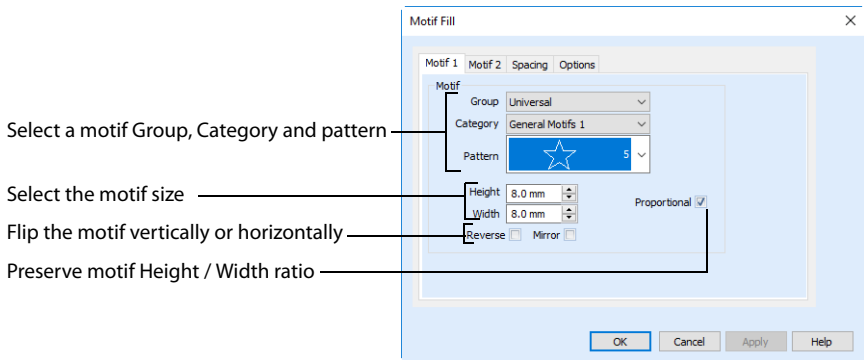 Motif Fill
Motif 1 Motif 2 Spacing Options
Motif
Group Universal
Select a motif Group, Category and pattern
Category General Motifs 1
Pattern 5
Select the motif size
Height 8.0 mm
Proportional
Width 8.0 mm
Flip the motif vertically or horizontally
Reverse Mirror
Preserve motif Height / Width ratio
OK Cancel Apply Help